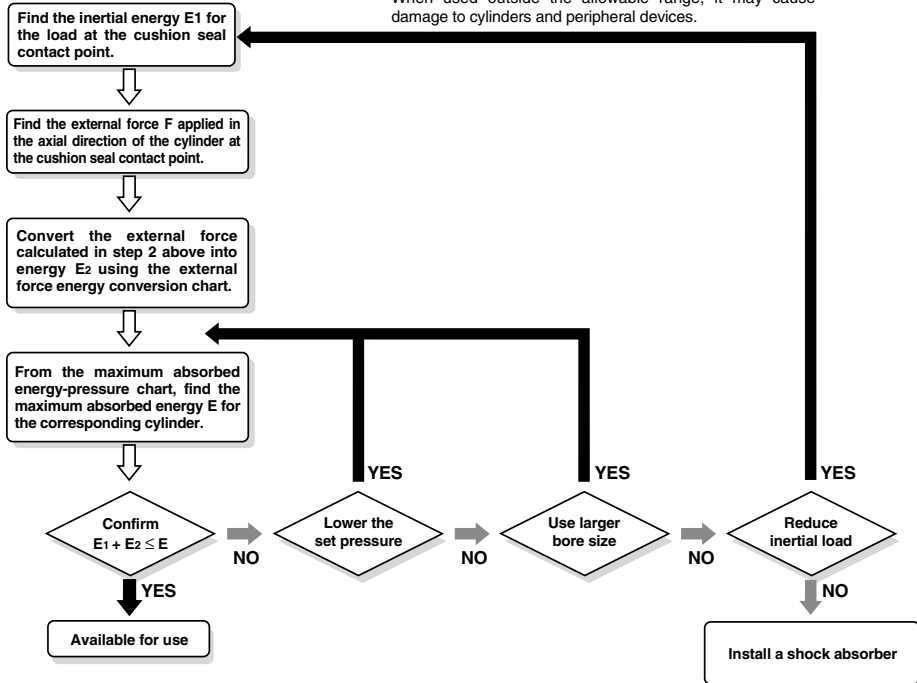 When used outside the allowable range, it may cause
damage to cylinders and peripheral devices.
Find the inertial energy E1 for
the load at the cushion seal
contact point.
Find the external force F applied in
the axial direction of the cylinder at
the cushion seal contact point.
Convert the external force
calculated in step 2 above into
energy E2 using the external
force energy conversion chart.
From the maximum absorbed
energy-pressure chart, find the
maximum absorbed energy E for
the corresponding cylinder.
YES
YES
YES
Confirm
E1 + E2 ≤ E
NO
Lower the
set pressure
NO
Use larger
bore size
NO
Reduce
inertial load
YES
NO
Available for use
Install a shock absorber